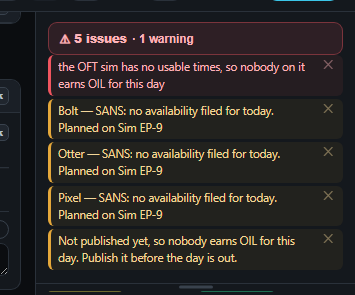 ⚠ 5 issues · 1 warning
the OFT sim has no usable times, so nobody on it
earns OIL for this day
Bolt — SANS: no availability filed for today.
Planned on Sim EP-9
Otter — SANS: no availability filed for today.
Planned on Sim EP-9
Pixel — SANS: no availability filed for today.
Planned on Sim EP-9
Not published yet, so nobody earns OIL for this
day. Publish it before the day is out.